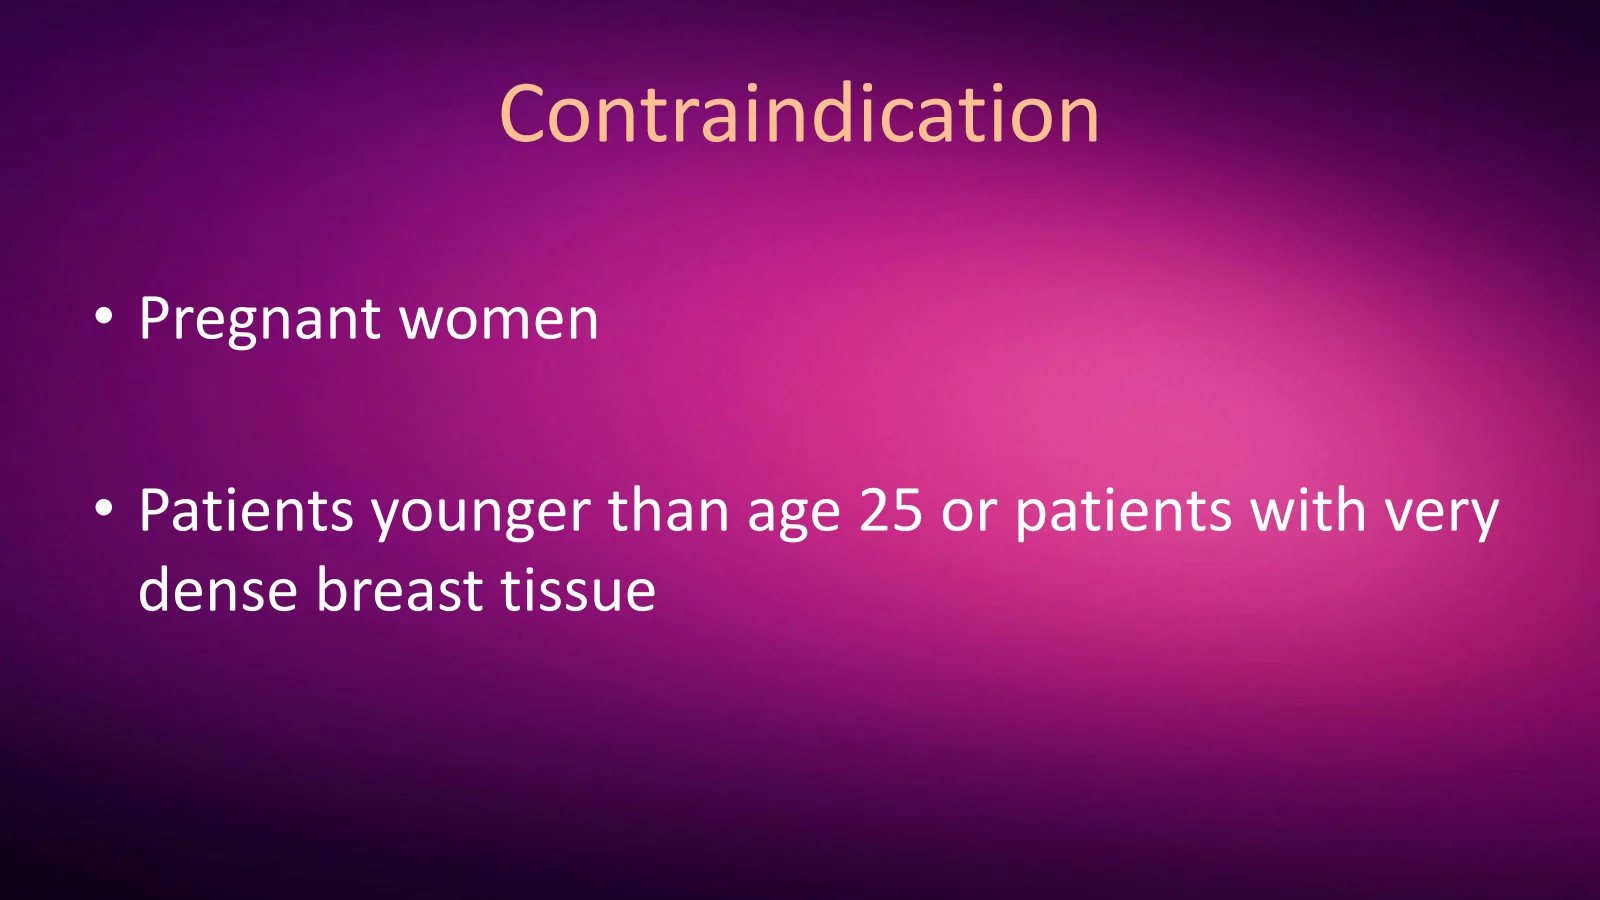 Contraindication
• Pregnant women
• Patients younger than age 25 or patients with very
dense breast tissue